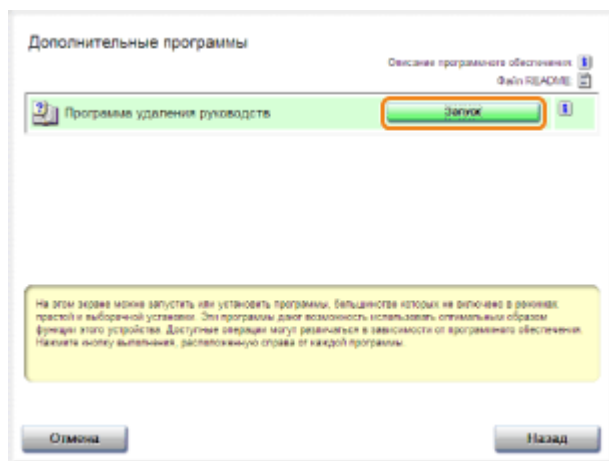 Дополнительные программы
Описание программного обеспечения
Файл README:
Программа удаления руководств
Запуск
На этом экране можно запустить или установить программы, большинство которых не включено в режимах
простой и выборочной установки. Эти программы дают возможность использовать оптимальным образом
функции этого устройства. Доступные операции могут различаться в зависимости от программного обеспечения.
Нажмите кнопку выполнения, расположенную справа от каждой программы.
Отмена
Назад